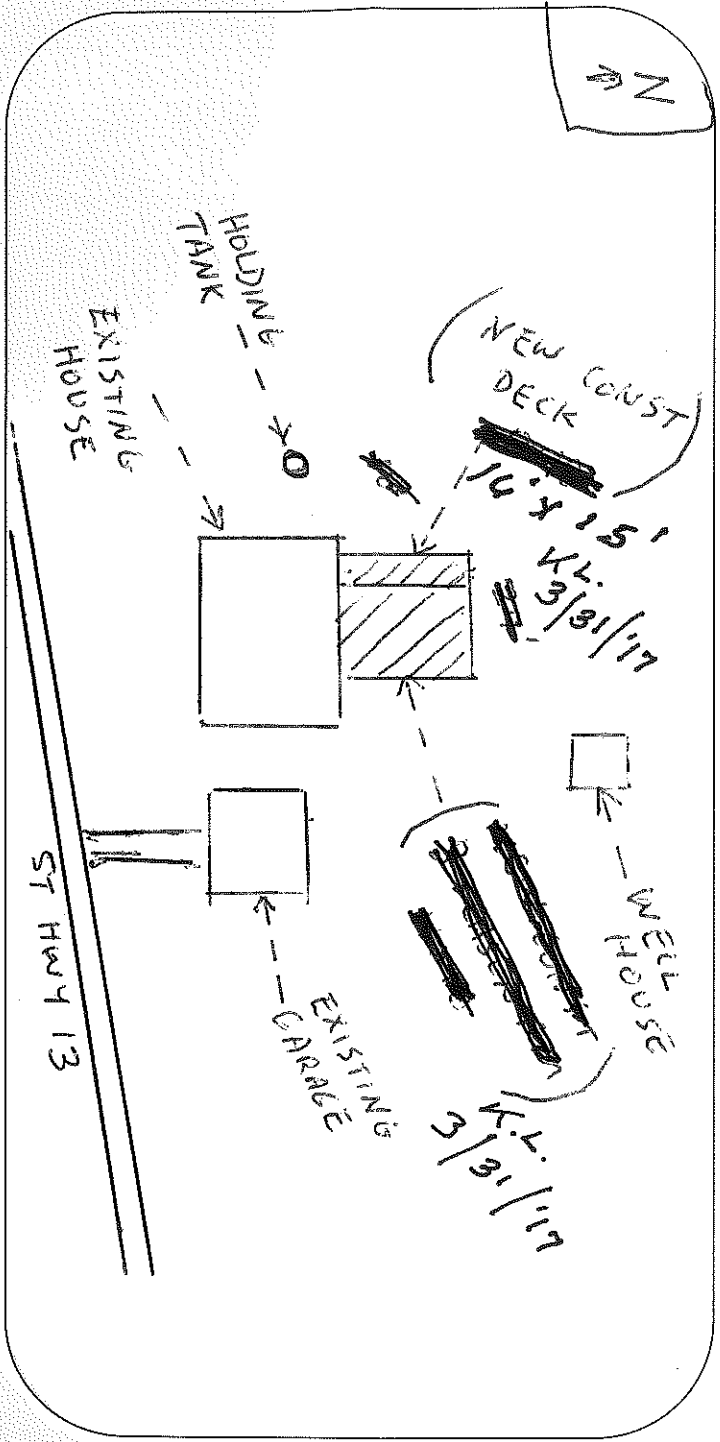 N
(NEW CONST
DECK
16' X 15'
K.L.
3/31/'17
HOLDING
TANK
EXISTING
HOUSE
WELL
HOUSE
K.L.
3/31/'17
EXISTING
GARAGE
ST HWY 13